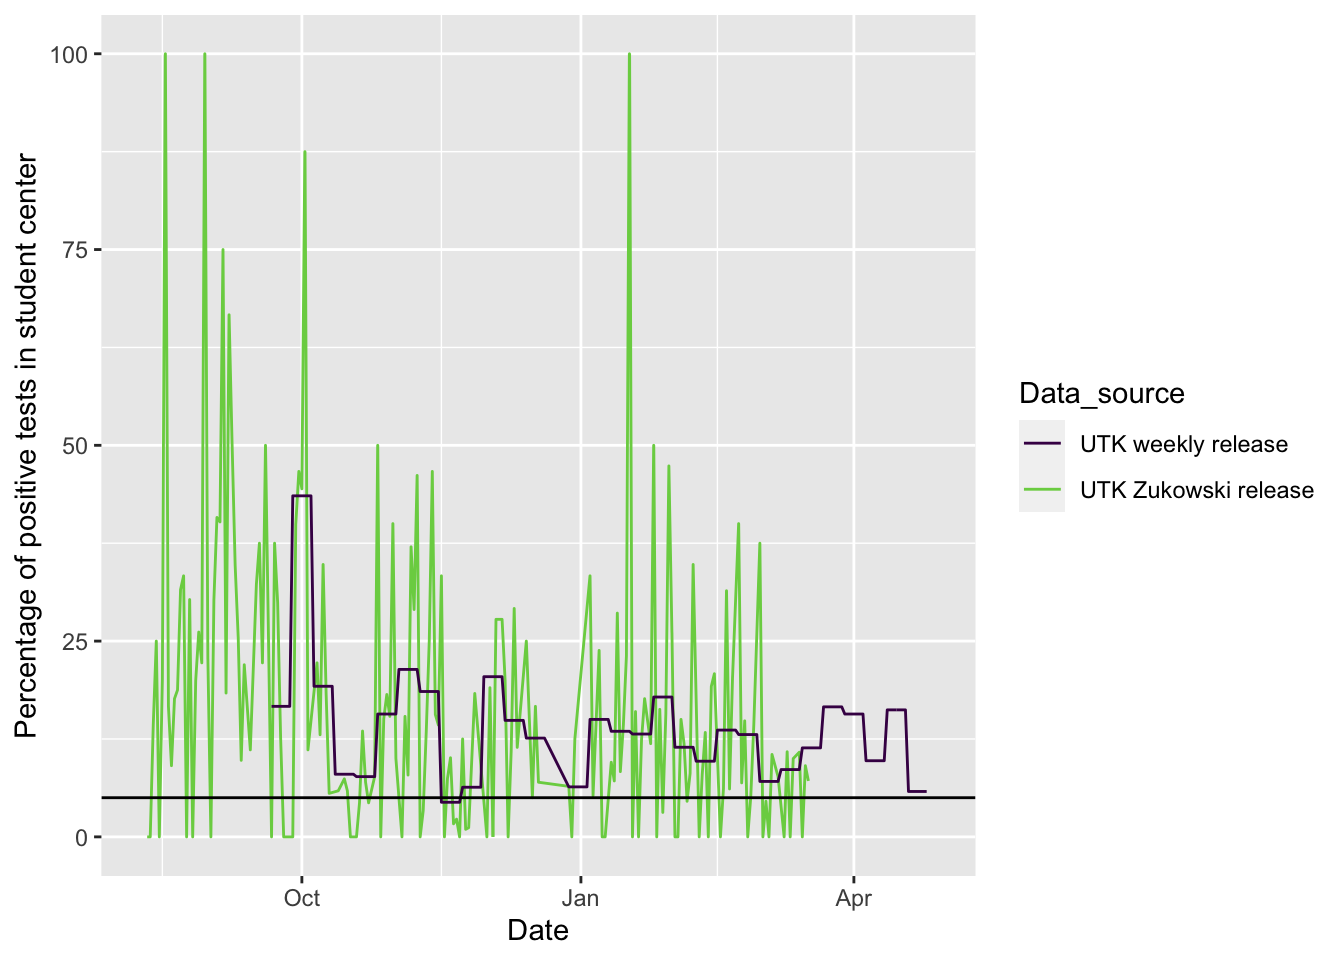 Percentage of positive tests in student center
100
75
50
25
0
Oct
Jan
Apr
Date
Data_source
UTK weekly release
UTK Zukowski release